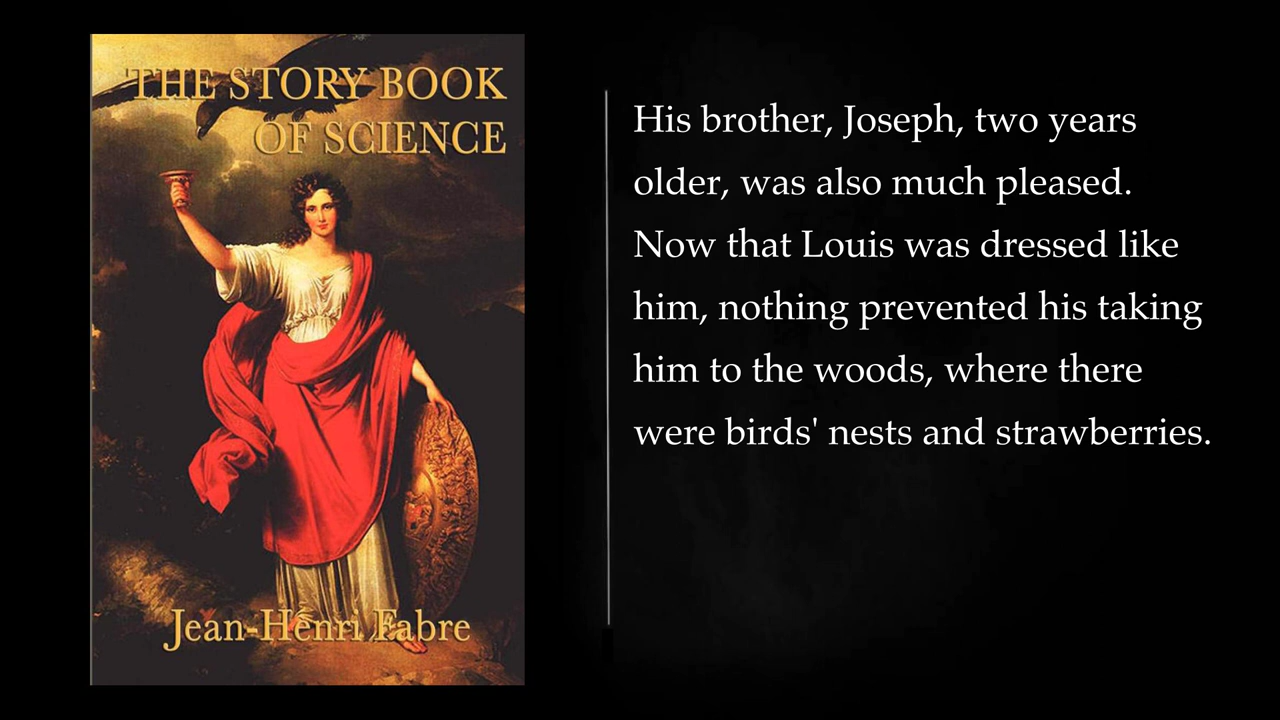 THE STORY BOOK
OF SCIENCE
Jean-Henri Fabre
His brother, Joseph, two years
older, was also much pleased.
Now that Louis was dressed like
him, nothing prevented his taking
him to the woods, where there
were birds' nests and strawberries.